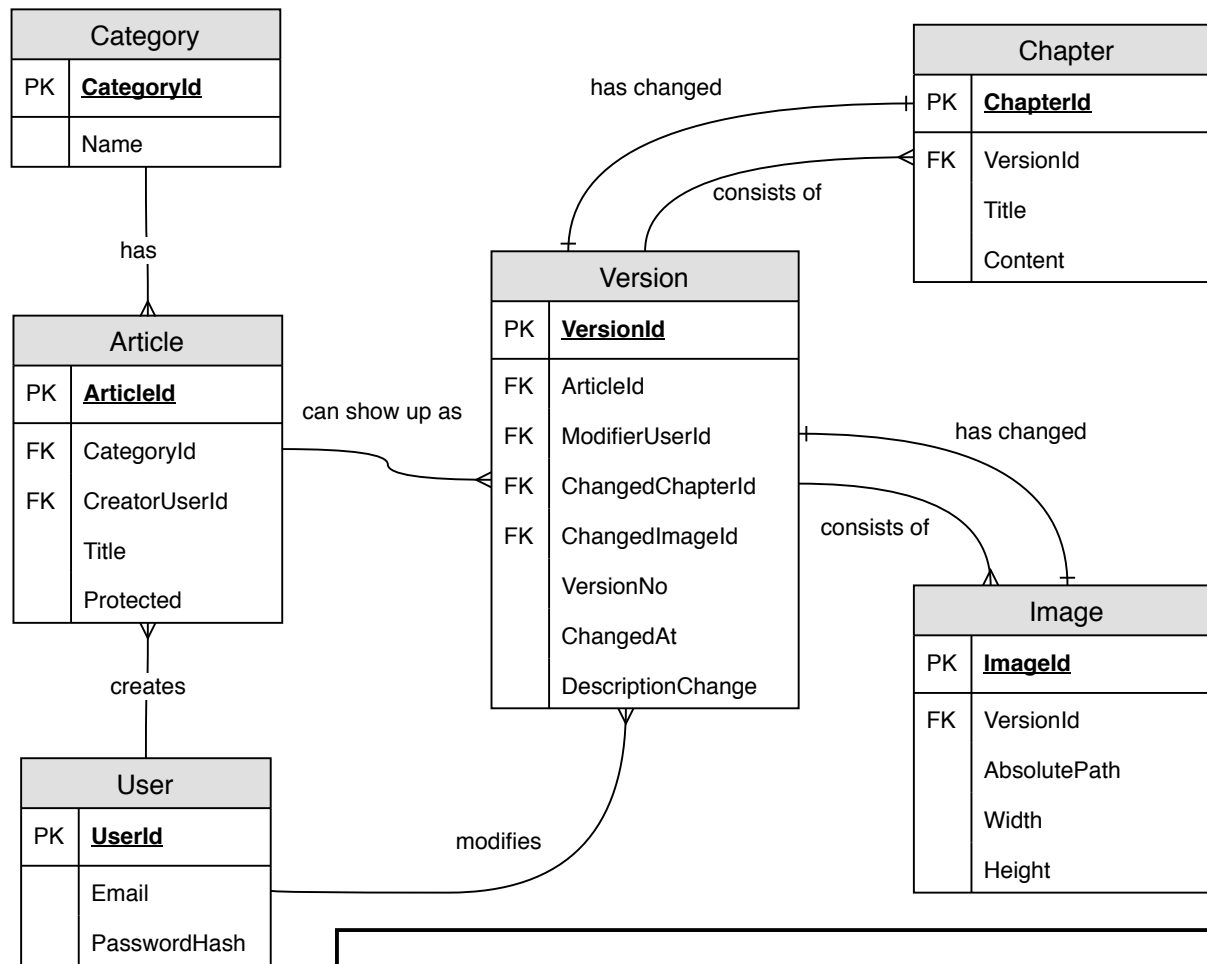 Category
PK CategoryId
Name
has
Article
PK ArticleId
FK CategoryId
FK CreatorUserId
Title
Protected
creates
User
PK UserId
Email
PasswordHash
can show up as
modifies
Version
PK VersionId
FK ArticleId
FK ModifierUserId
FK ChangedChapterId
FK ChangedImageId
VersionNo
ChangedAt
DescriptionChange
has changed
consists of
Chapter
PK ChapterId
FK VersionId
Title
Content
has changed
consists of
Image
PK ImageId
FK VersionId
AbsolutePath
Width
Height